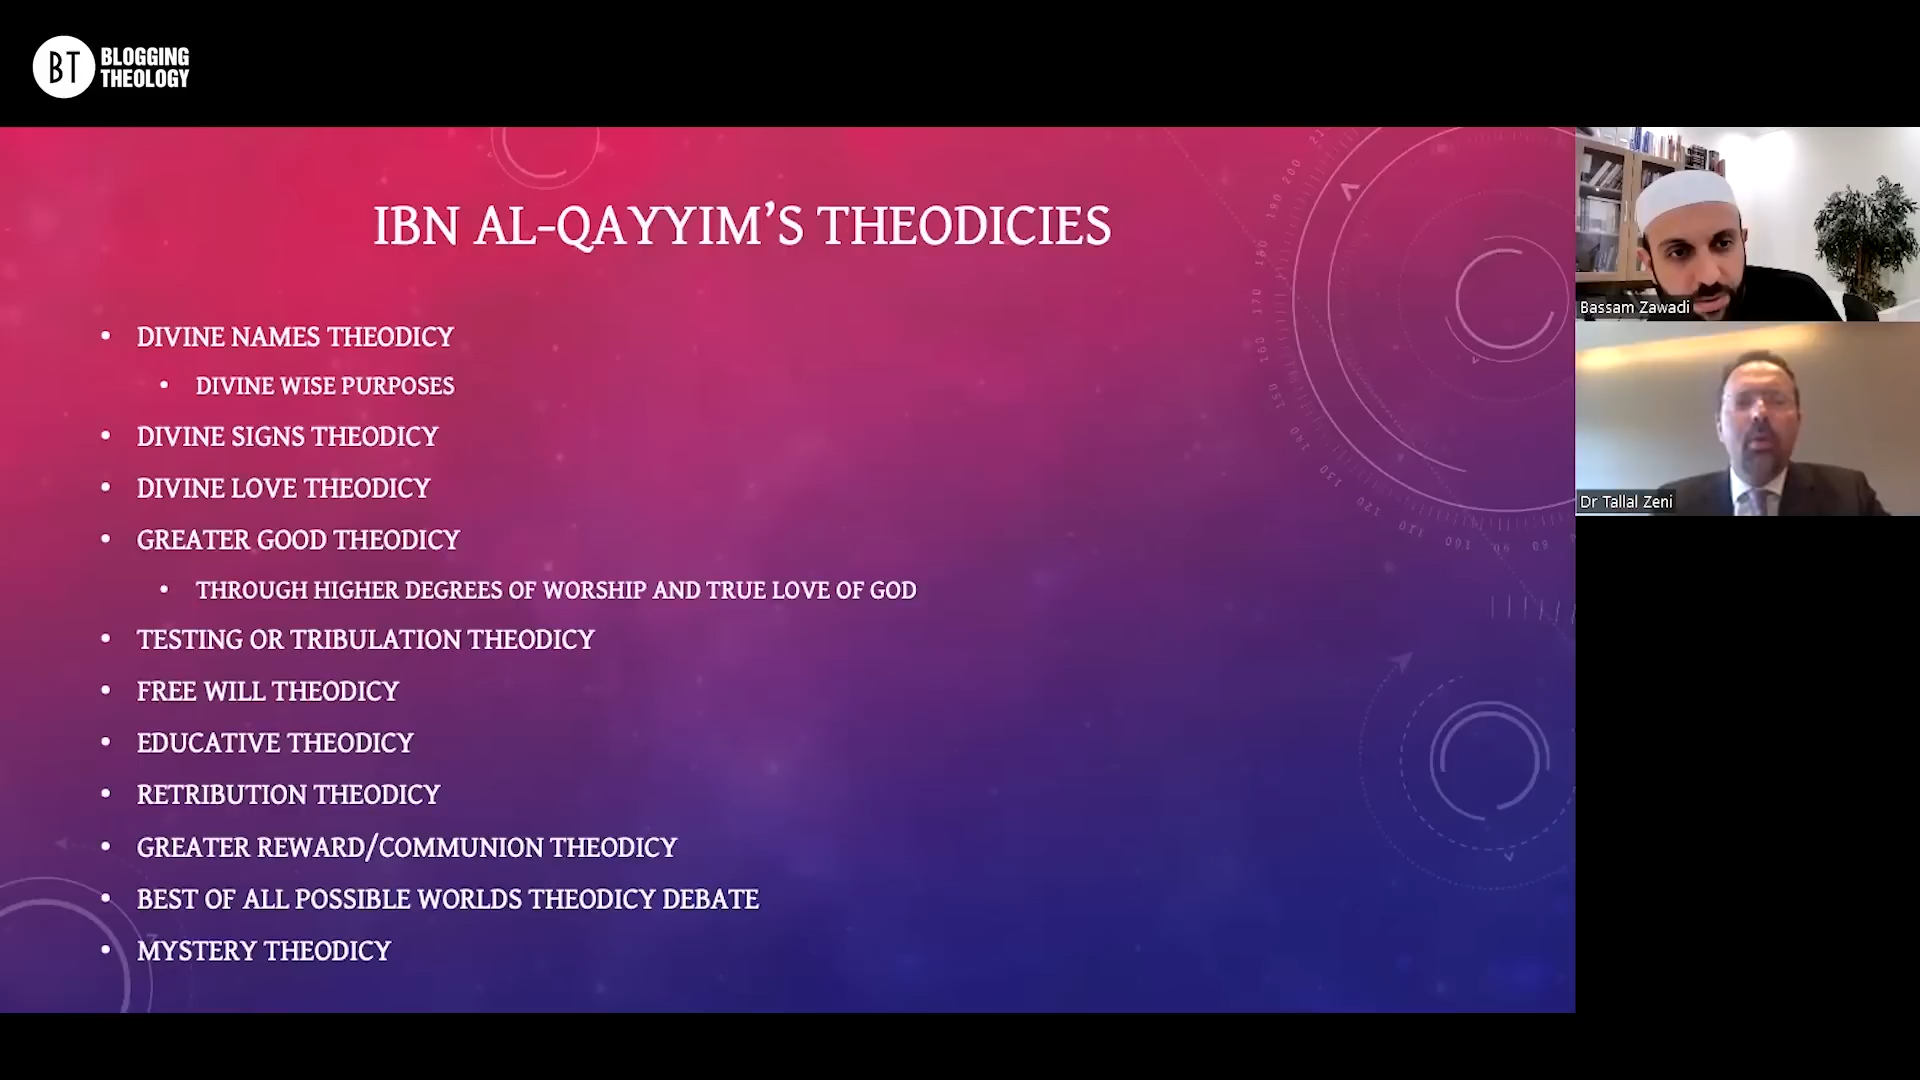 BT BLOGGING
THEOLOGY
IBN AL-QAYYIM'S THEODICIES
• DIVINE NAMES THEODICY
• DIVINE WISE PURPOSES
• DIVINE SIGNS THEODICY
• DIVINE LOVE THEODICY
• GREATER GOOD THEODICY
• THROUGH HIGHER DEGREES OF WORSHIP AND TRUE LOVE OF GOD
• TESTING OR TRIBULATION THEODICY
• FREE WILL THEODICY
• EDUCATIVE THEODICY
• RETRIBUTION THEODICY
• GREATER REWARD/COMMUNION THEODICY
• BEST OF ALL POSSIBLE WORLDS THEODICY DEBATE
• MYSTERY THEODICY
Bassam Zawadi
Dr Tallal Zeni